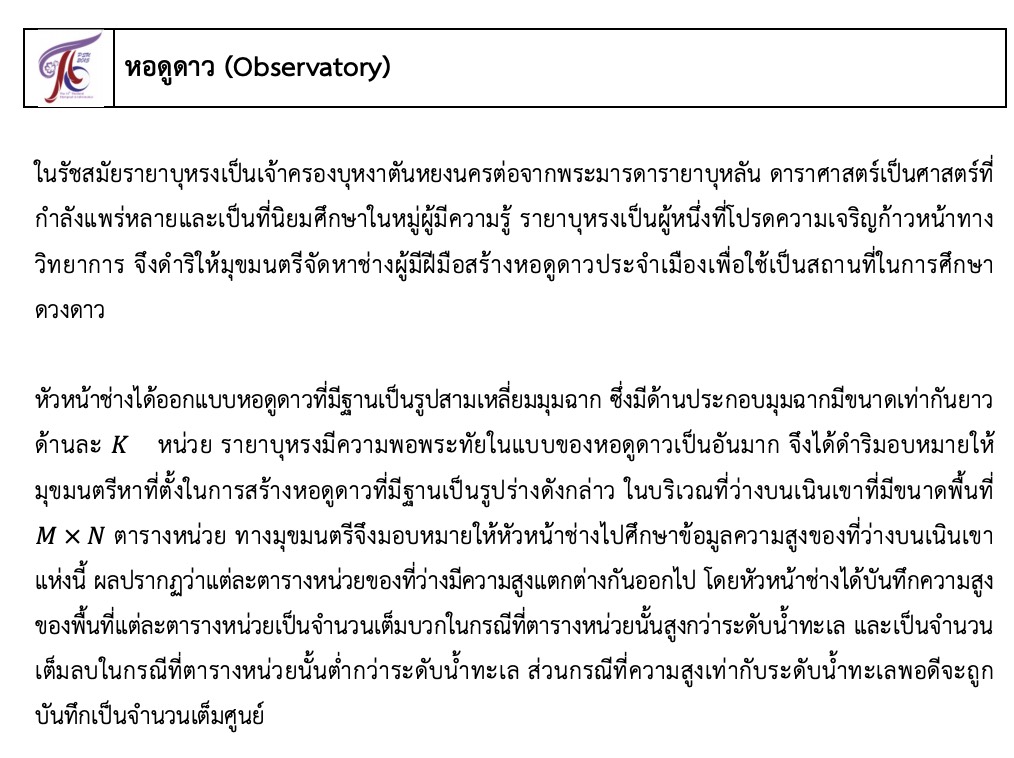 หอดูดาว (Observatory)
ในรัชสมัยรายาบุหรงเป็นเจ้าครองบุหงาตันหยงนครต่อจากพระมารดารายาบุหลัน ดาราศาสตร์เป็นศาสตร์ที่
กำลังแพร่หลายและเป็นที่นิยมศึกษาในหมู่ผู้มีความรู้ รายาบุหรงเป็นผู้หนึ่งที่โปรดความเจริญก้าวหน้าทาง
วิทยาการ จึงดำริให้มุขมนตรีจัดหาช่างผู้มีฝีมือสร้างหอดูดาวประจำเมืองเพื่อใช้เป็นสถานที่ในการศึกษา
ดวงดาว
หัวหน้าช่างได้ออกแบบหอดูดาวที่มีฐานเป็นรูปสามเหลี่ยมมุมฉาก ซึ่งมีด้านประกอบมุมฉากมีขนาดเท่ากันยาว
ด้านละ K หน่วย รายาบุหรงมีความพอพระทัยในแบบของหอดูดาวเป็นอันมาก จึงได้ดำริมอบหมายให้
มุขมนตรีหาที่ตั้งในการสร้างหอดูดาวที่มีฐานเป็นรูปร่างดังกล่าว ในบริเวณที่ว่างบนเนินเขาที่มีขนาดพื้นที่
M × N ตารางหน่วย ทางมุขมนตรีจึงมอบหมายให้หัวหน้าช่างไปศึกษาข้อมูลความสูงของที่ว่างบนเนินเขา
แห่งนี้ ผลปรากฏว่าแต่ละตารางหน่วยของที่ว่างมีความสูงแตกต่างกันออกไป โดยหัวหน้าช่างได้บันทึกความสูง
ของพื้นที่แต่ละตารางหน่วยเป็นจำนวนเต็มบวกในกรณีที่ตารางหน่วยนั้นสูงกว่าระดับน้ำทะเล และเป็นจำนวน
เต็มลบในกรณีที่ตารางหน่วยนั้นต่ำกว่าระดับน้ำทะเล ส่วนกรณีที่ความสูงเท่ากับระดับน้ำทะเลพอดีจะถูก
บันทึกเป็นจำนวนเต็มศูนย์